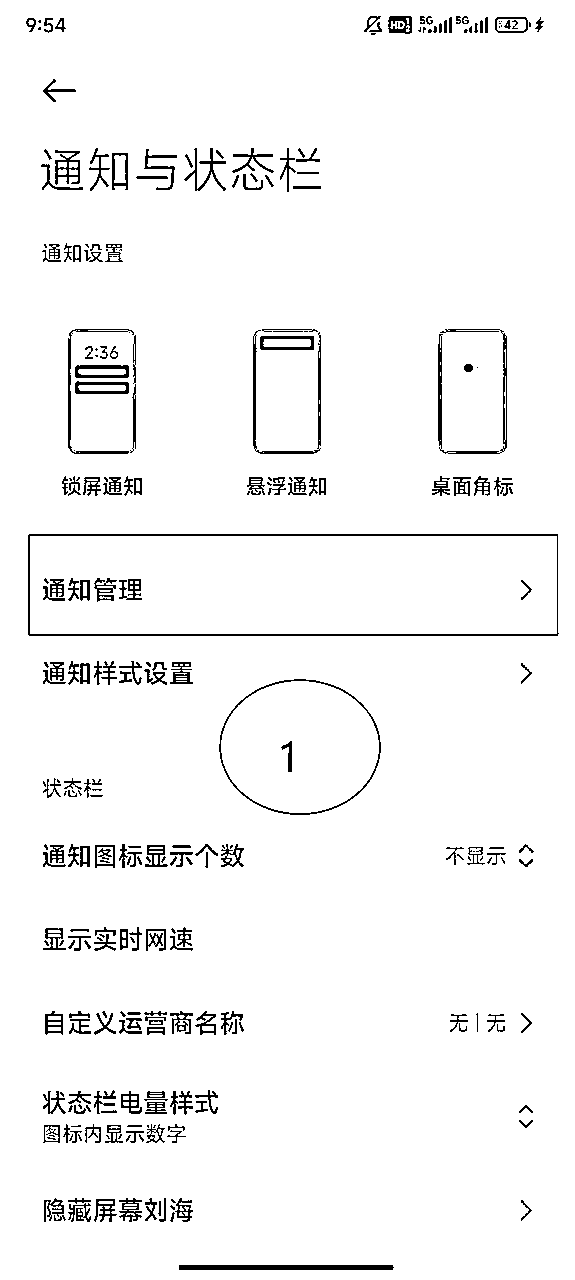 9:54
HD 5G 5G 42
通知与状态栏
通知设置
2:36
锁屏通知 悬浮通知 桌面角标
通知管理
通知样式设置
1
状态栏
通知图标显示个数 不显示
显示实时网速
自定义运营商名称 无 | 无
状态栏电量样式
图标内显示数字
隐藏屏幕刘海